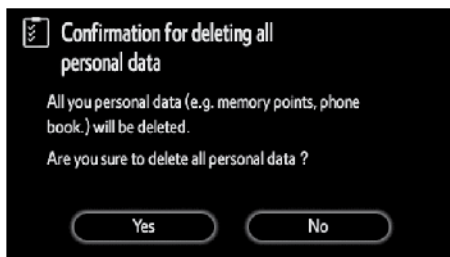 Confirmation for deleting all
personal data
All you personal data (e.g. memory points, phone
book.) will be deleted.
Are you sure to delete all personal data ?
Yes
No